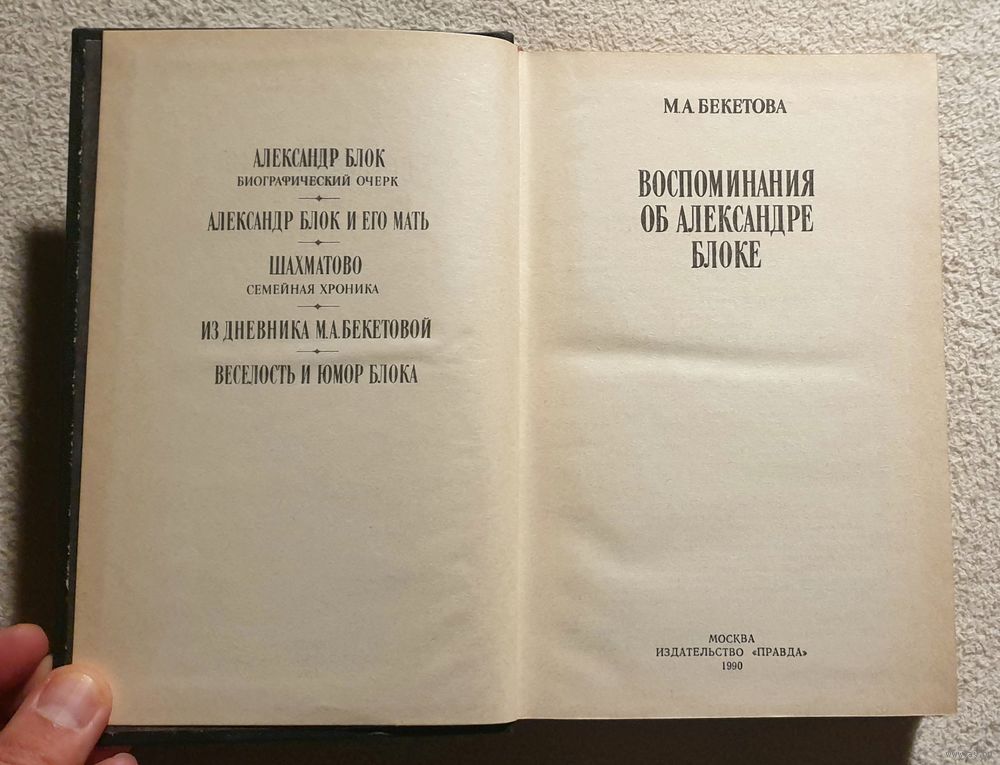 АЛЕКСАНДР БЛОК
БИОГРАФИЧЕСКИЙ ОЧЕРК
АЛЕКСАНДР БЛОК И ЕГО МАТЬ
ШАХМАТОВО
СЕМЕЙНАЯ ХРОНИКА
ИЗ ДНЕВНИКА М.А.БЕКЕТОВОЙ
ВЕСЕЛОСТЬ И ЮМОР БЛОКА
М.А. БЕКЕТОВА
ВОСПОМИНАНИЯ
ОБ АЛЕКСАНДРЕ
БЛОКЕ
МОСКВА
ИЗДАТЕЛЬСТВО «ПРАВДА»
1990